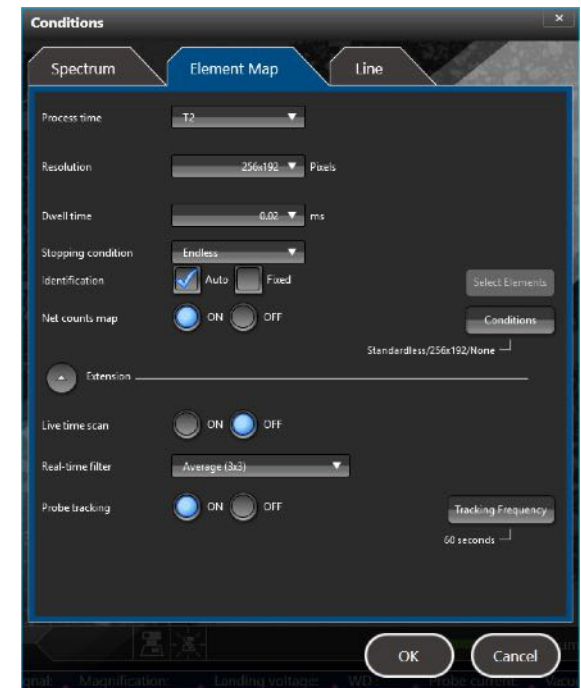 Conditions ×
Spectrum Element Map Line
Process time T2
Resolution 256x192 Pixels
Dwell time 0.02 ms
Stopping condition Endless
Identification Auto Fixed Select Elements
Net counts map ON OFF Conditions
Standardless/256x192/None
Extension
Live time scan ON OFF
Real-time filter Average (3x3)
Probe tracking ON OFF Tracking Frequency
60 seconds
OK Cancel
Magnification: Landing voltage: WD Probe current: